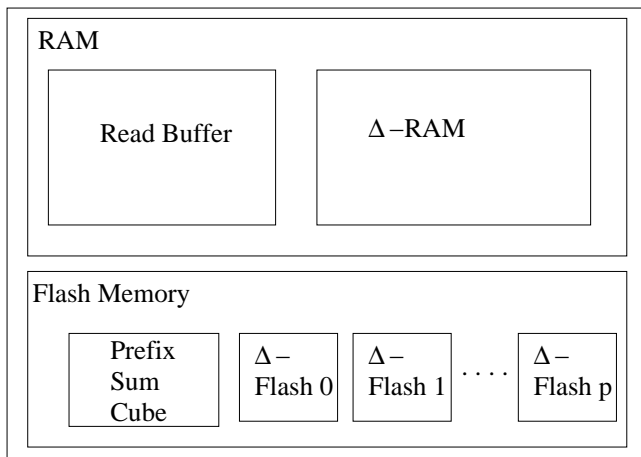 RAM
Read Buffer
Δ–RAM
Flash Memory
Prefix
Sum
Cube
Δ–
Flash 0
Δ–
Flash 1
. . . .
Δ–
Flash p